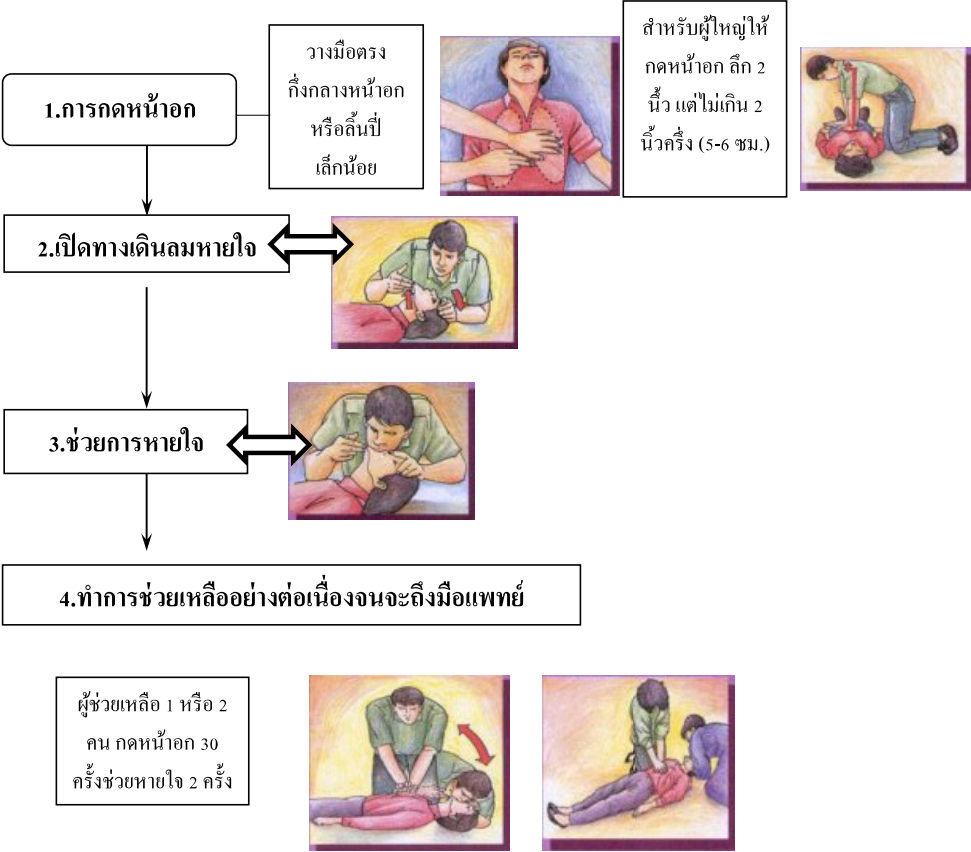 1.การกดหน้าอก
วางมือตรง
กึ่งกลางหน้าอก
หรือลิ้นปี่
เล็กน้อย
สำหรับผู้ใหญ่ให้
กดหน้าอก ลึก 2
นิ้ว แต่ไม่เกิน 2
นิ้วครึ่ง (5-6 ซม.)
2.เปิดทางเดินลมหายใจ
3.ช่วยการหายใจ
4.ทำการช่วยเหลืออย่างต่อเนื่องจนจะถึงมือแพทย์
ผู้ช่วยเหลือ 1 หรือ 2
คน กดหน้าอก 30
ครั้งช่วยหายใจ 2 ครั้ง